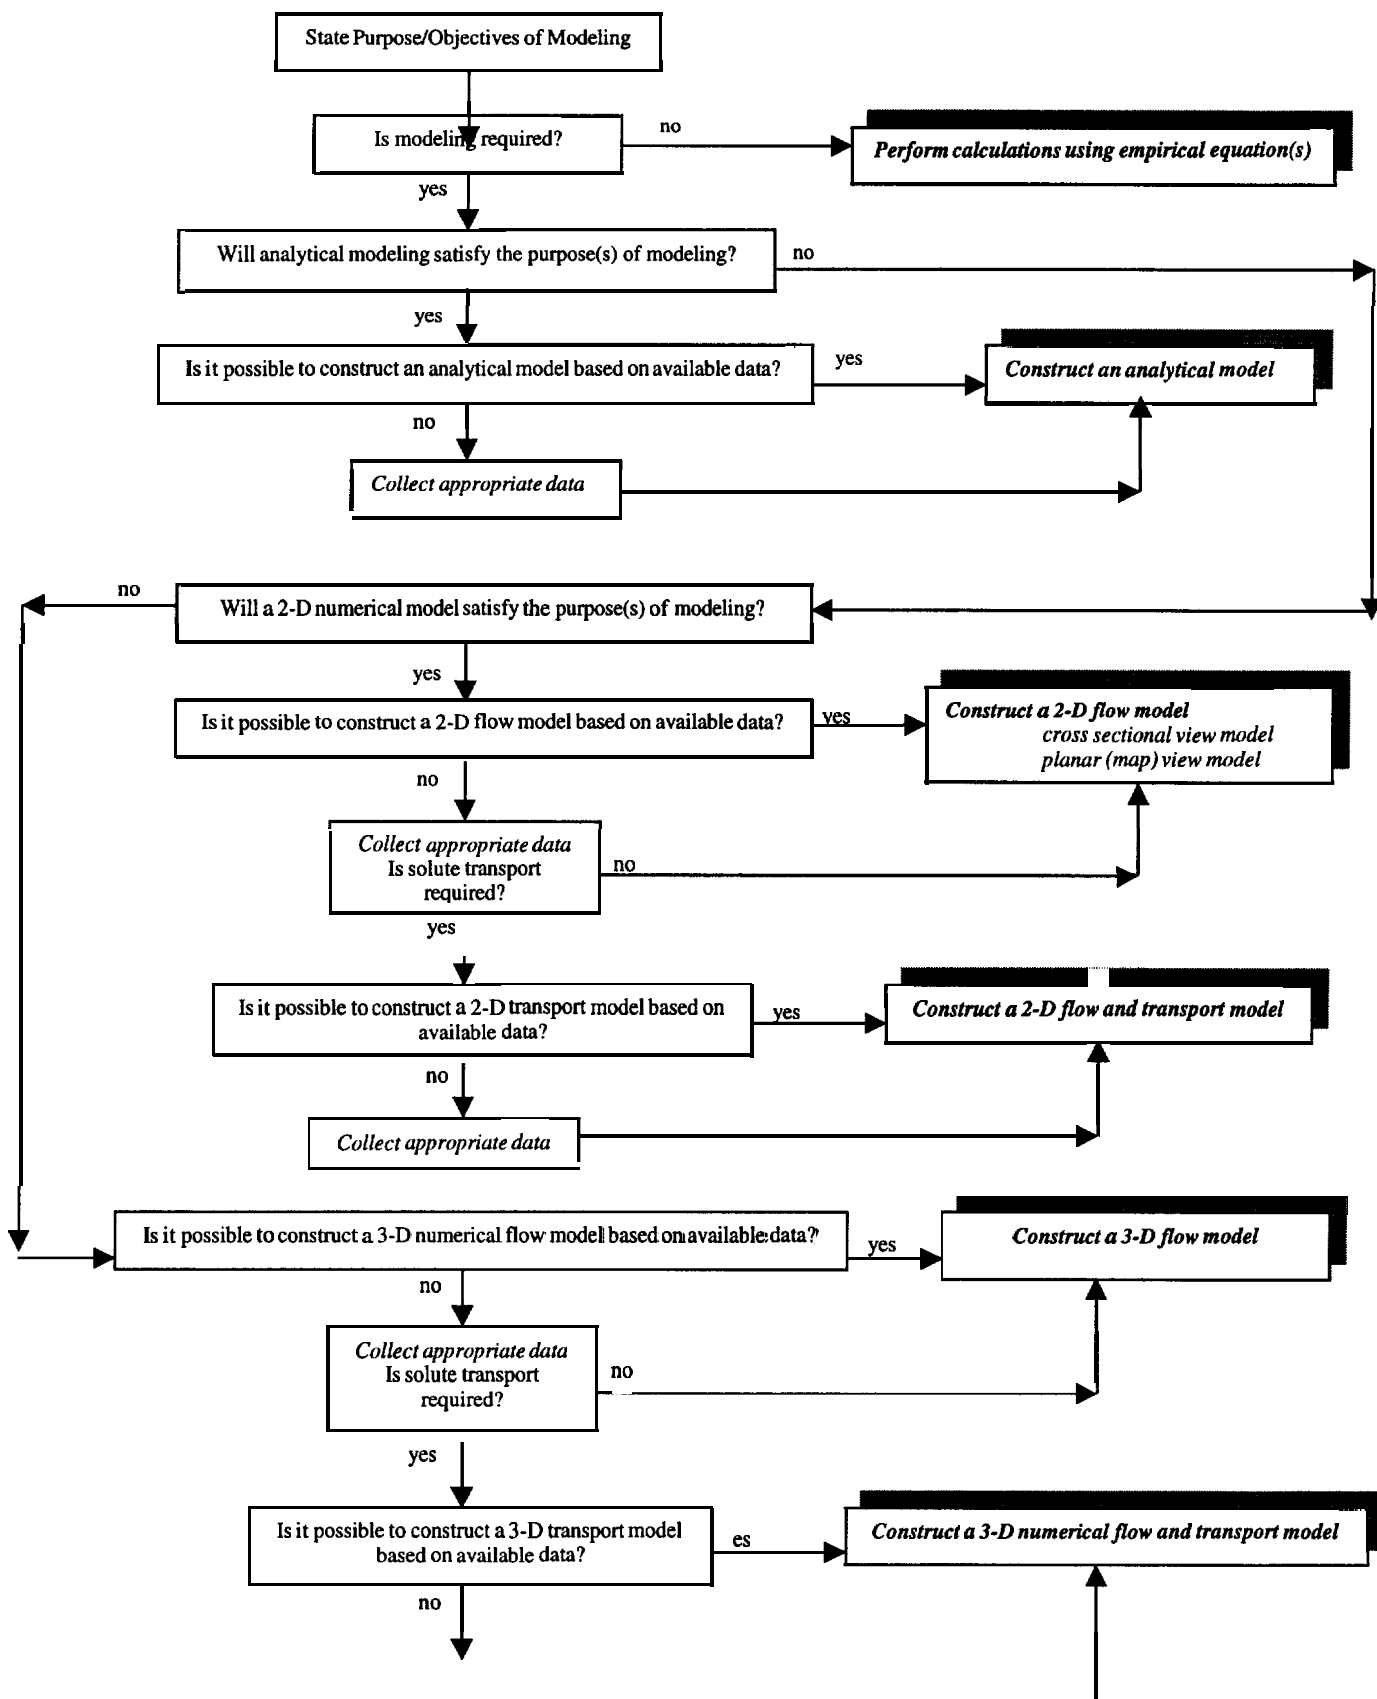 State Purpose/Objectives of Modeling
Is modeling required?
no
Perform calculations using empirical equation(s)
yes
Will analytical modeling satisfy the purpose(s) of modeling?
no
yes
Is it possible to construct an analytical model based on available data?
yes
Construct an analytical model
no
Collect appropriate data
no
Will a 2-D numerical model satisfy the purpose(s) of modeling?
yes
Is it possible to construct a 2-D flow model based on available data?
yes
Construct a 2-D flow model
cross sectional view model
planar (map) view model
no
Collect appropriate data
Is solute transport
required?
no
yes
Is it possible to construct a 2-D transport model based on
available data?
yes
Construct a 2-D flow and transport model
no
Collect appropriate data
Is it possible to construct a 3-D numerical flow model based on available data?
yes
Construct a 3-D flow model
no
Collect appropriate data
Is solute transport
required?
no
yes
Is it possible to construct a 3-D transport model
based on available data?
es
Construct a 3-D numerical flow and transport model
no